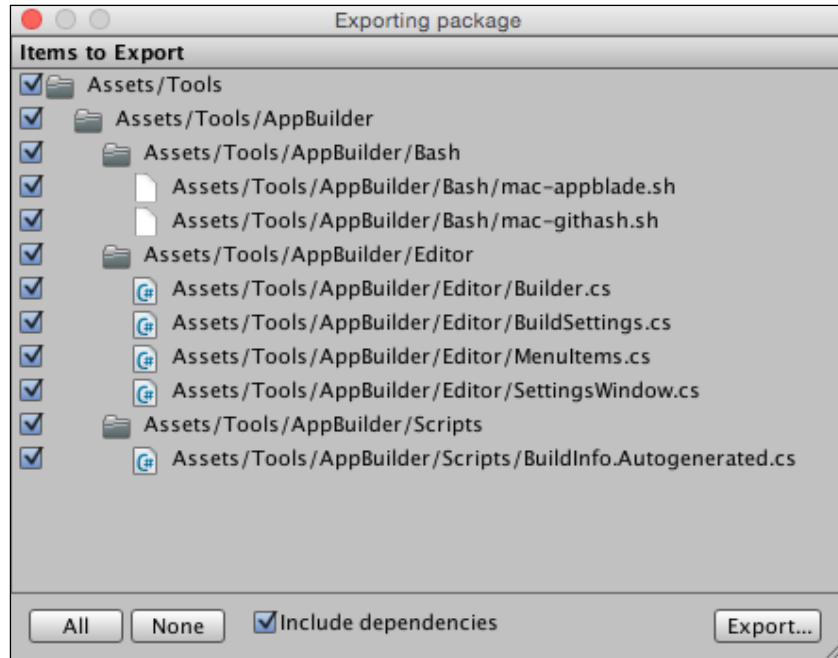 Exporting package
Items to Export
Assets/Tools
Assets/Tools/AppBuilder
Assets/Tools/AppBuilder/Bash
Assets/Tools/AppBuilder/Bash/mac-appblade.sh
Assets/Tools/AppBuilder/Bash/mac-githash.sh
Assets/Tools/AppBuilder/Editor
Assets/Tools/AppBuilder/Editor/Builder.cs
Assets/Tools/AppBuilder/Editor/BuildSettings.cs
Assets/Tools/AppBuilder/Editor/MenuItems.cs
Assets/Tools/AppBuilder/Editor/SettingsWindow.cs
Assets/Tools/AppBuilder/Scripts
Assets/Tools/AppBuilder/Scripts/BuildInfo.Autogenerated.cs
All None Include dependencies Export...